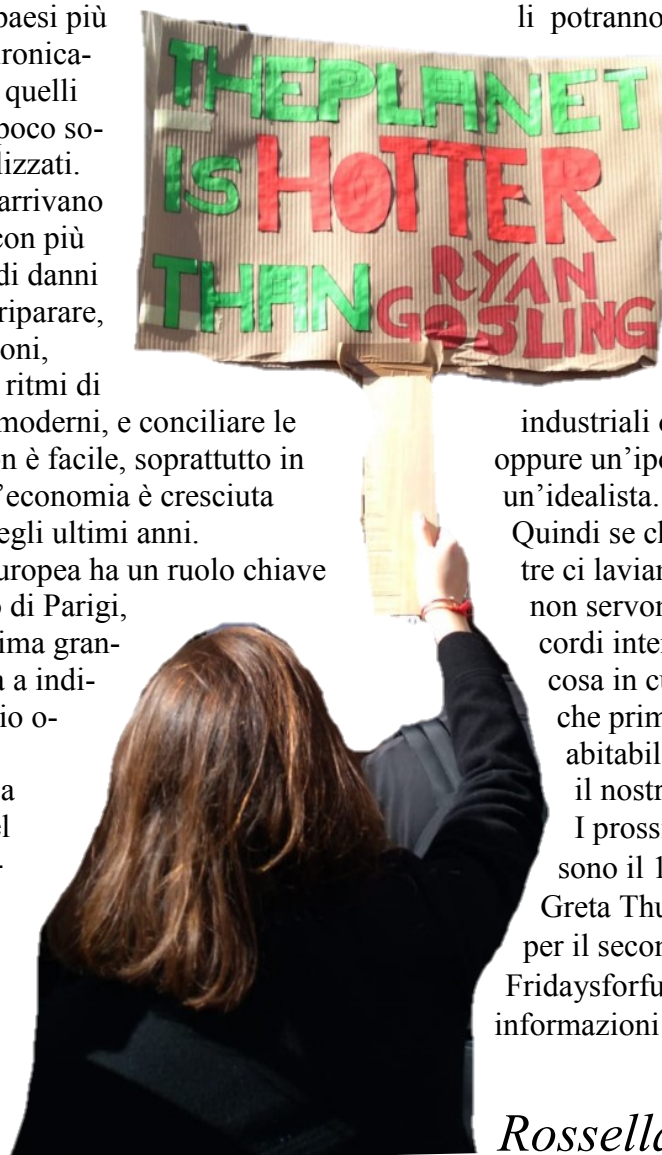 paesi più
ronica-
quelli
poco so-
lizzati.
arrivano
con più
di danni
riparare,
oni,
ritmi di
moderni, e conciliare le
n è facile, soprattutto in
’economia è cresciuta
egli ultimi anni.
uropea ha un ruolo chiave
o di Parigi,
ima gran-
a a indi-
io o-
a
el
-
THE PLANET
IS HOTTER
THAN RYAN
GOSLING
li potranno
industriali
oppure un’ipo
un’idealista.
Quindi se ch
tre ci lavian
non servon
cordi inter
cosa in cu
che prim
abitabil
il nostr
I pross
sono il 1
Greta Thu
per il secon
Fridaysforfu
informazioni
Rossella